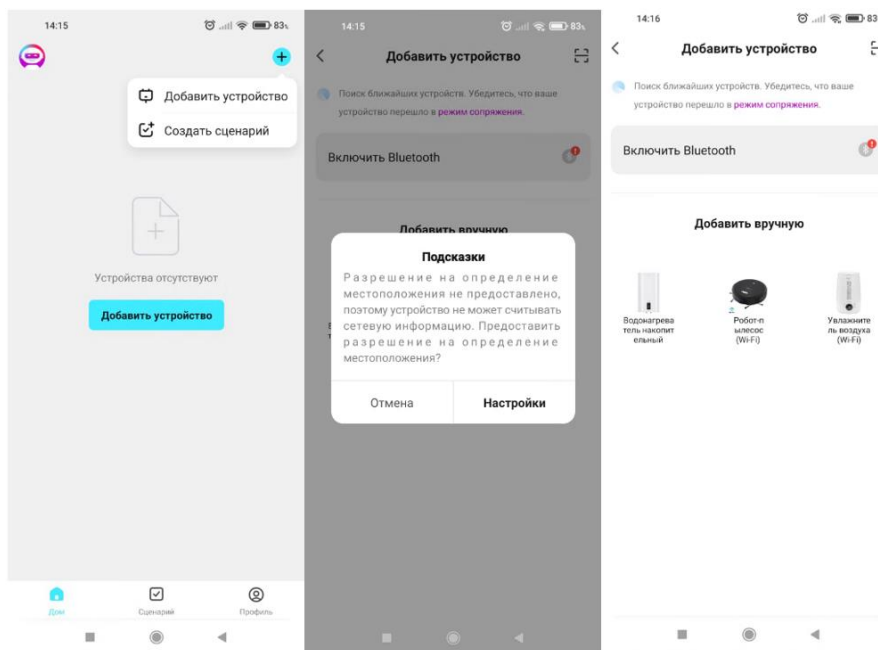 14:15
83%
Добавить устройство
Создать сценарий
Устройства отсутствуют
Добавить устройство
Дом
Сценарий
Профиль
14:15
83%
Добавить устройство
Поиск ближайших устройств. Убедитесь, что ваше
устройство перешло в режим сопряжения.
Включить Bluetooth
Добавить вручную
Подсказки
Разрешение на определение
местоположения не предоставлено,
поэтому устройство не может считывать
сетевую информацию. Предоставить
разрешение на определение
местоположения?
Отмена
Настройки
14:16
83
Добавить устройство
Поиск ближайших устройств. Убедитесь, что ваше
устройство перешло в режим сопряжения.
Включить Bluetooth
Добавить вручную
Водонагрева
тель накопит
ельный
Робот-п
ылесос
(Wi-Fi)
Увлажните
ль воздуха
(Wi-Fi)